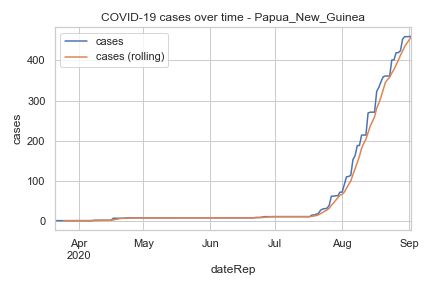 COVID-19 cases over time - Papua_New_Guinea
cases
cases (rolling)
cases
400
300
200
100
0
Apr May Jun Jul Aug Sep
2020
dateRep